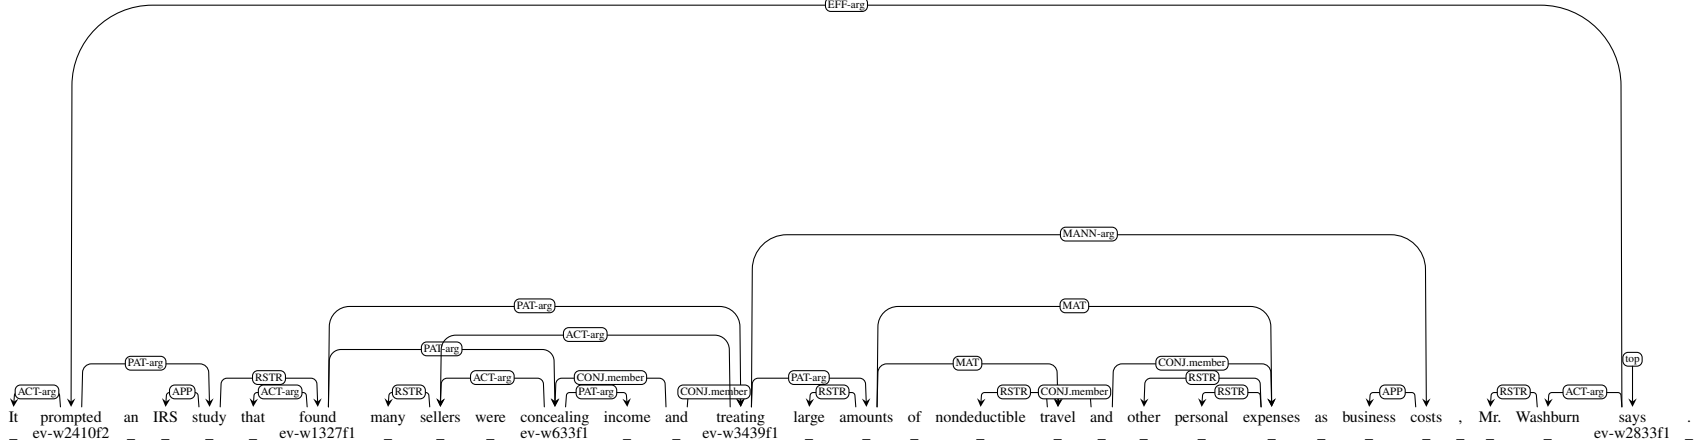 EFF-arg
MANN-arg
PAT-arg MAT
ACT-arg
PAT-arg
PAT-arg MAT CONJ.member top
RSTR ACT-arg CONJ.member PAT-arg RSTR
ACT-arg APP ACT-arg RSTR PAT-arg CONJ.member RSTR RSTR CONJ.member RSTR APP RSTR ACT-arg
It prompted an IRS study that found many sellers were concealing income and treating large amounts of nondeductible travel and other personal expenses as business costs , Mr. Washburn says .
_ ev-w2410f2 _ _ _ _ ev-w1327f1 _ _ _ ev-w633f1 _ _ ev-w3439f1 _ _ _ _ _ _ _ _ _ _ _ _ _ _ _ ev-w2833f1 _